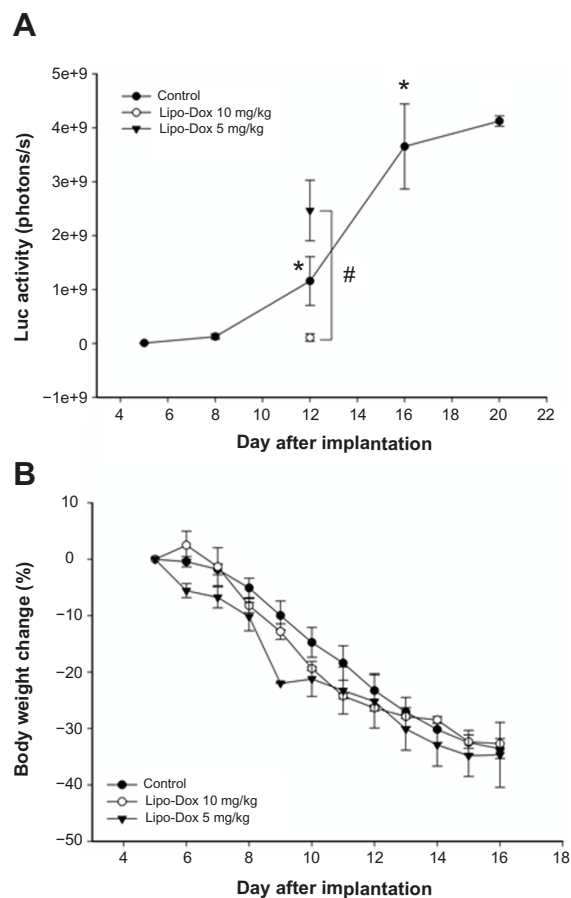 A
Luc activity (photons/s)
5e+9
4e+9
3e+9
2e+9
1e+9
0
−1e+9
Control
Lipo-Dox 10 mg/kg
Lipo-Dox 5 mg/kg
*
*
#
4 6 8 10 12 14 16 18 20 22
Day after implantation
B
Body weight change (%)
10
0
−10
−20
−30
−40
−50
Control
Lipo-Dox 10 mg/kg
Lipo-Dox 5 mg/kg
4 6 8 10 12 14 16 18
Day after implantation